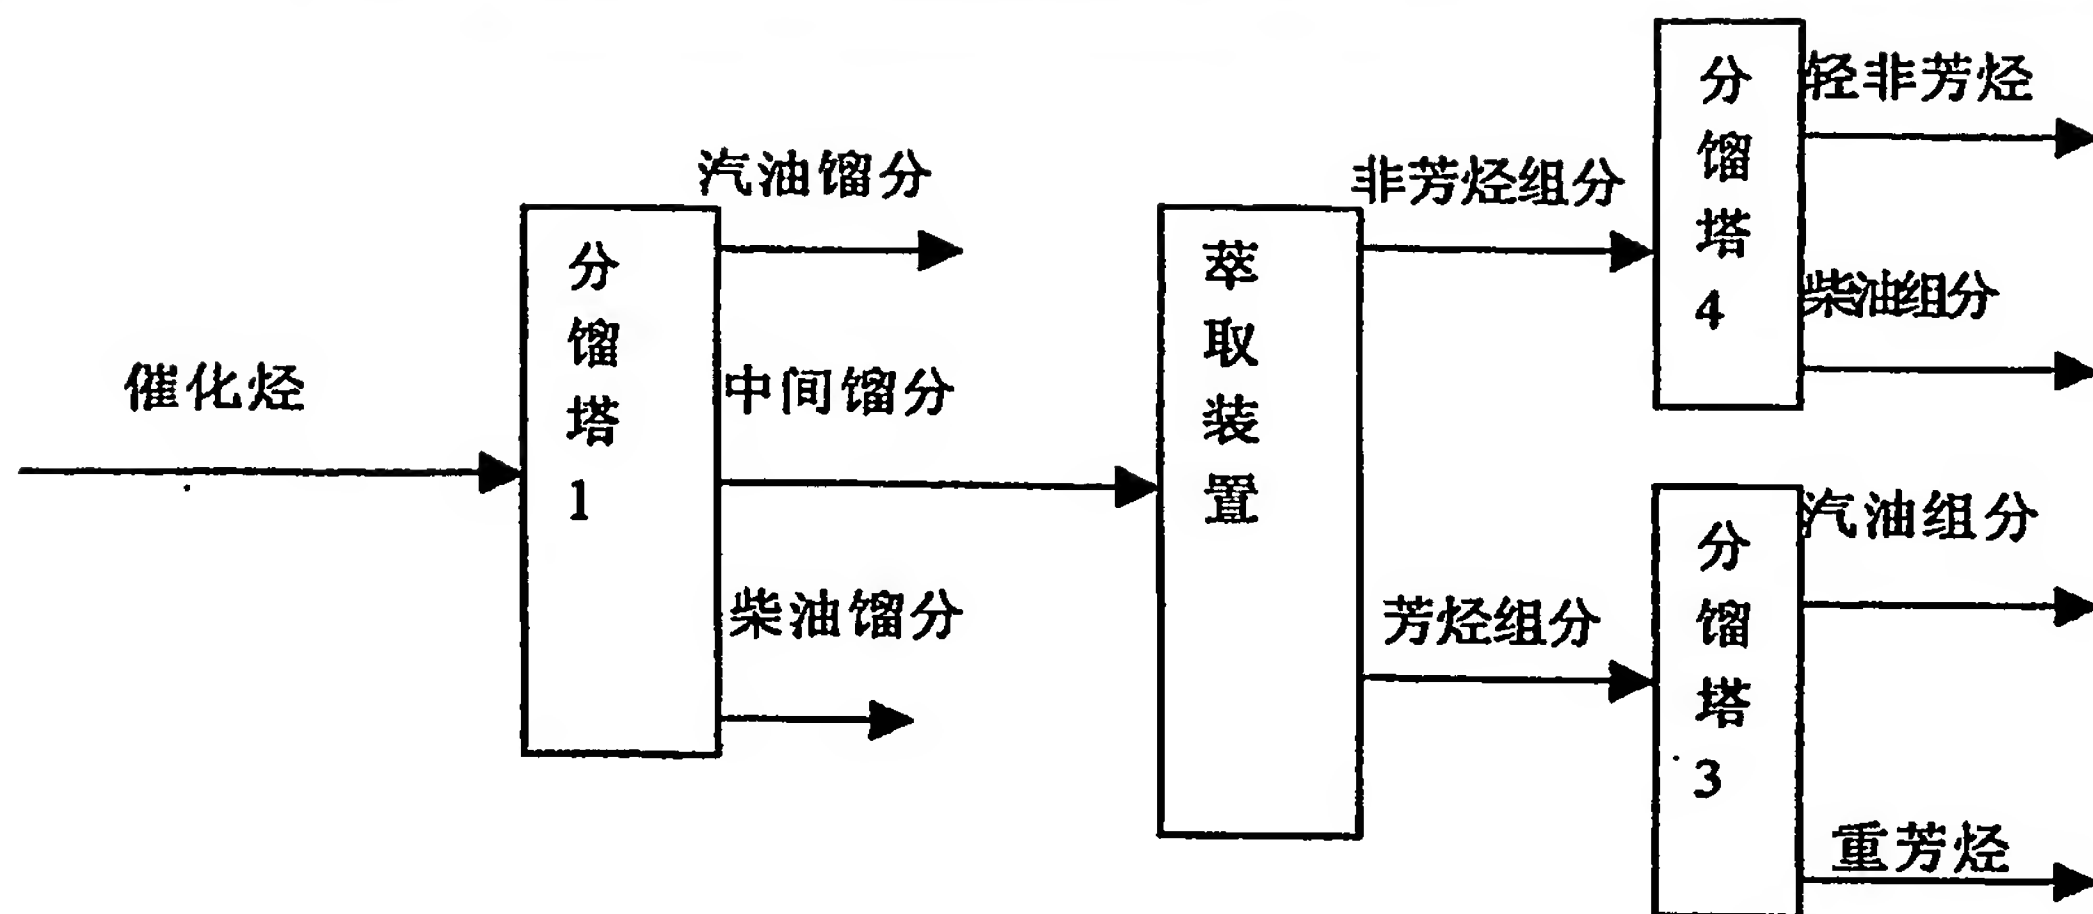 催化烃
分馏塔1
汽油馏分
中间馏分
柴油馏分
萃取装置
非芳烃组分
芳烃组分
分馏塔4
轻非芳烃
柴油组分
分馏塔3
汽油组分
重芳烃